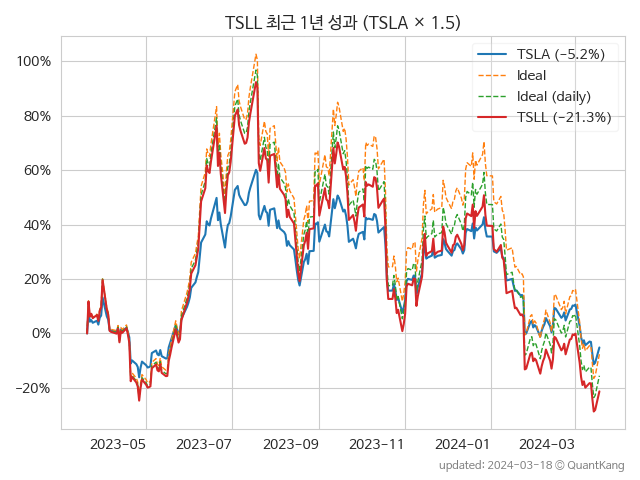 TSLL 최근 1년 성과 (TSLA × 1.5)
TSLA (−5.2%)
Ideal
Ideal (daily)
TSLL (−21.3%)
100%
80%
60%
40%
20%
0%
−20%
2023-05 2023-07 2023-09 2023-11 2024-01 2024-03
updated: 2024-03-18 © QuantKang